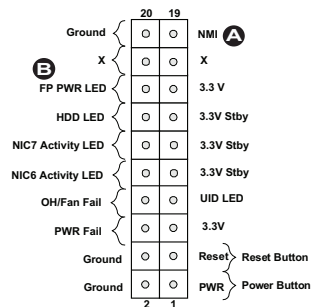 20 19
Ground NMI A
X X
B
FP PWR LED 3.3 V
HDD LED 3.3V Stby
NIC7 Activity LED 3.3V Stby
NIC6 Activity LED 3.3V Stby
OH/Fan Fail UID LED
PWR Fail 3.3V
Ground Reset Reset Button
Ground PWR Power Button
2 1